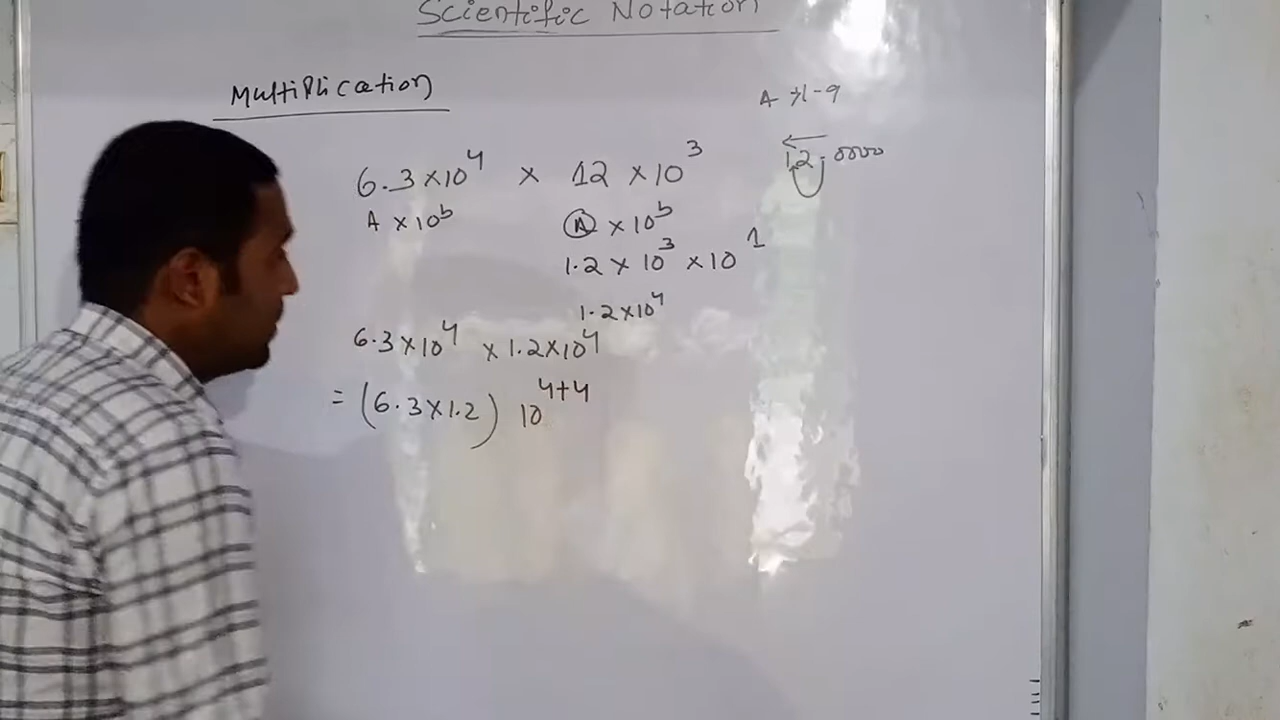 Scientific Notation
Multiplication
A → 1-9
6.3 × 10⁴ × 12 × 10³
12.0000
A × 10ᵇ A × 10ᵇ
1.2 × 10³ × 10¹
1.2 × 10⁴
6.3 × 10⁴ × 1.2 × 10⁴
= (6.3 × 1.2) 10⁴⁺⁴